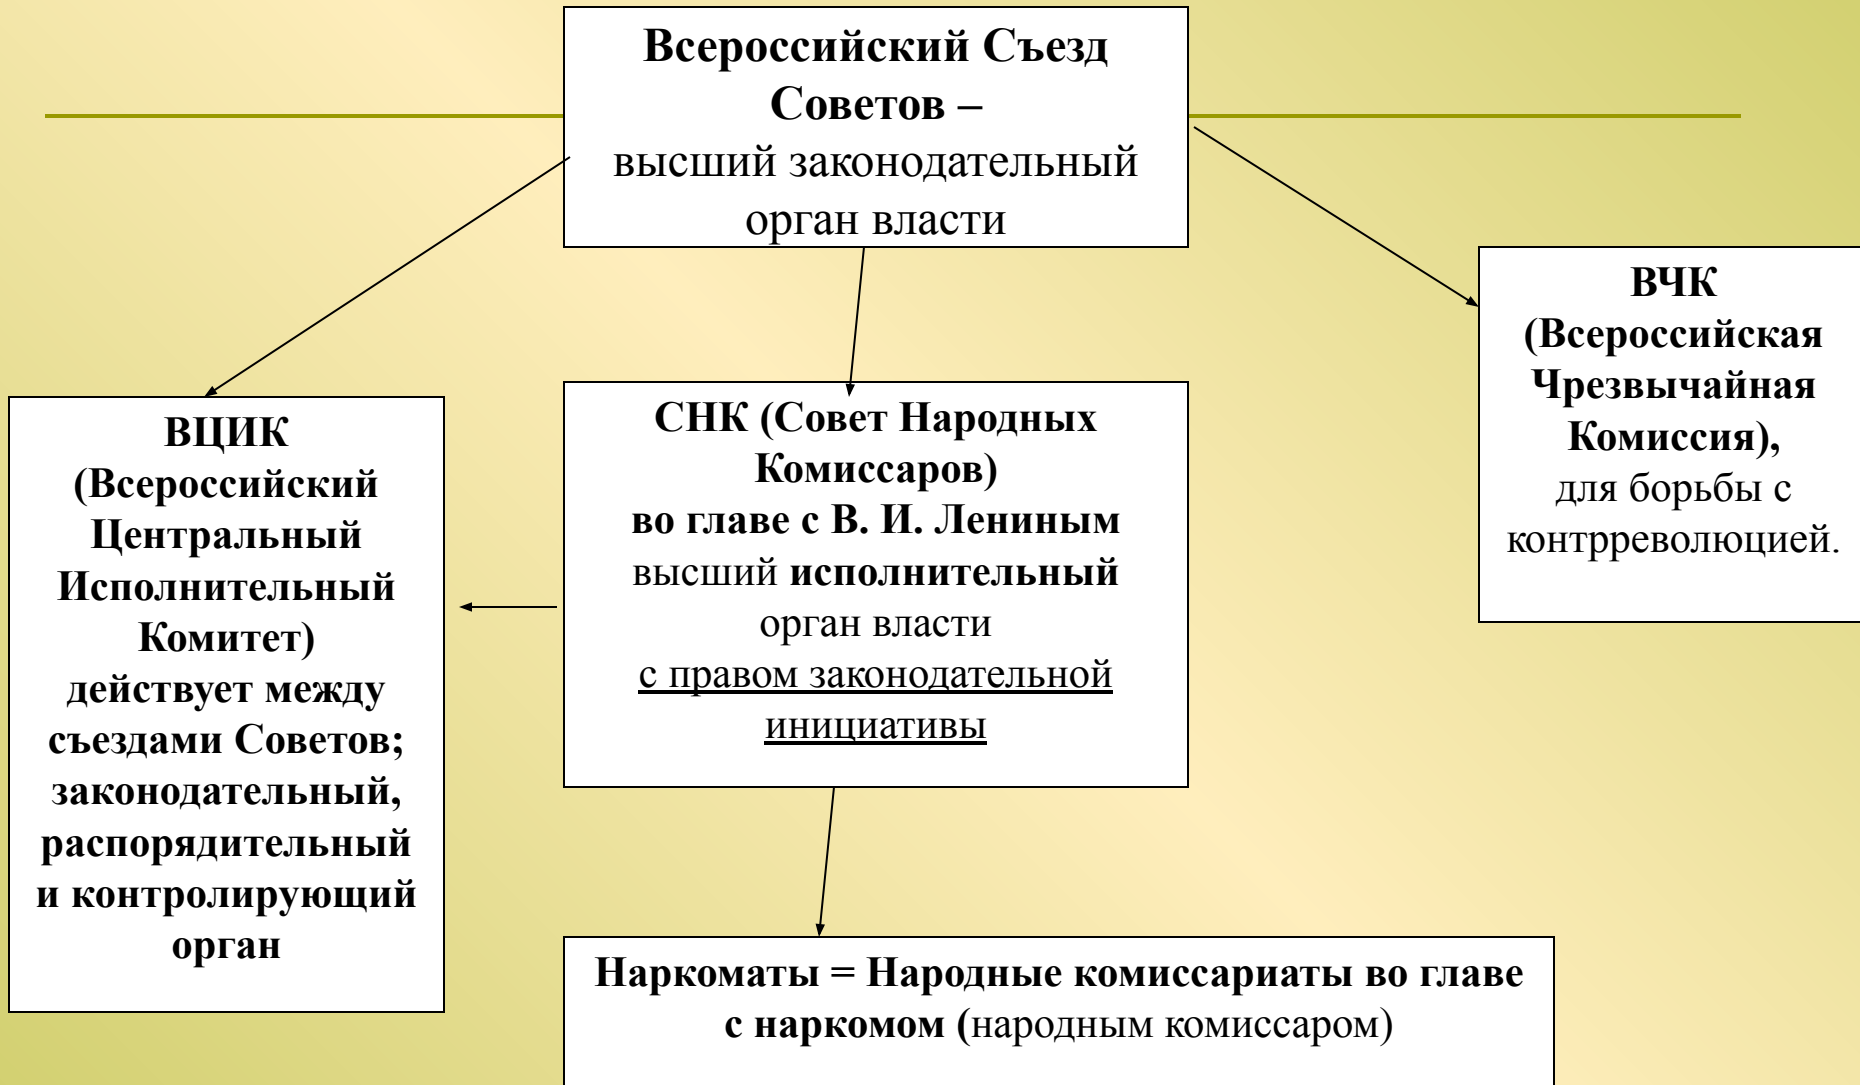 Всероссийский Съезд
Советов –
высший законодательный
орган власти
ВЦИК
(Всероссийский
Центральный
Исполнительный
Комитет)
действует между
съездами Советов;
законодательный,
распорядительный
и контролирующий
орган
СНК (Совет Народных
Комиссаров)
во главе с В. И. Лениным
высший исполнительный
орган власти
с правом законодательной
инициативы
ВЧК
(Всероссийская
Чрезвычайная
Комиссия),
для борьбы с
контрреволюцией.
Наркоматы = Народные комиссариаты во главе
с наркомом (народным комиссаром)